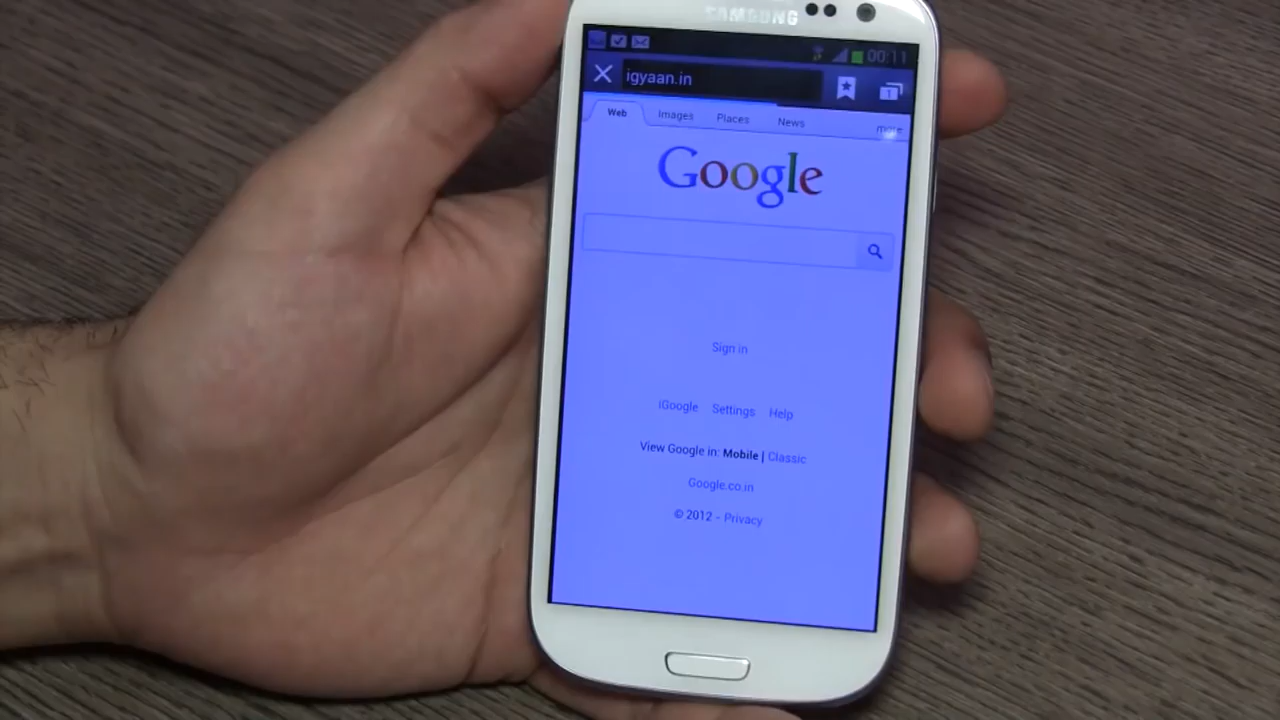 SAMSUNG
00:11
igyaan.in
1
Web Images Places News more
Google
Sign in
iGoogle Settings Help
View Google in: Mobile | Classic
Google.co.in
© 2012 - Privacy